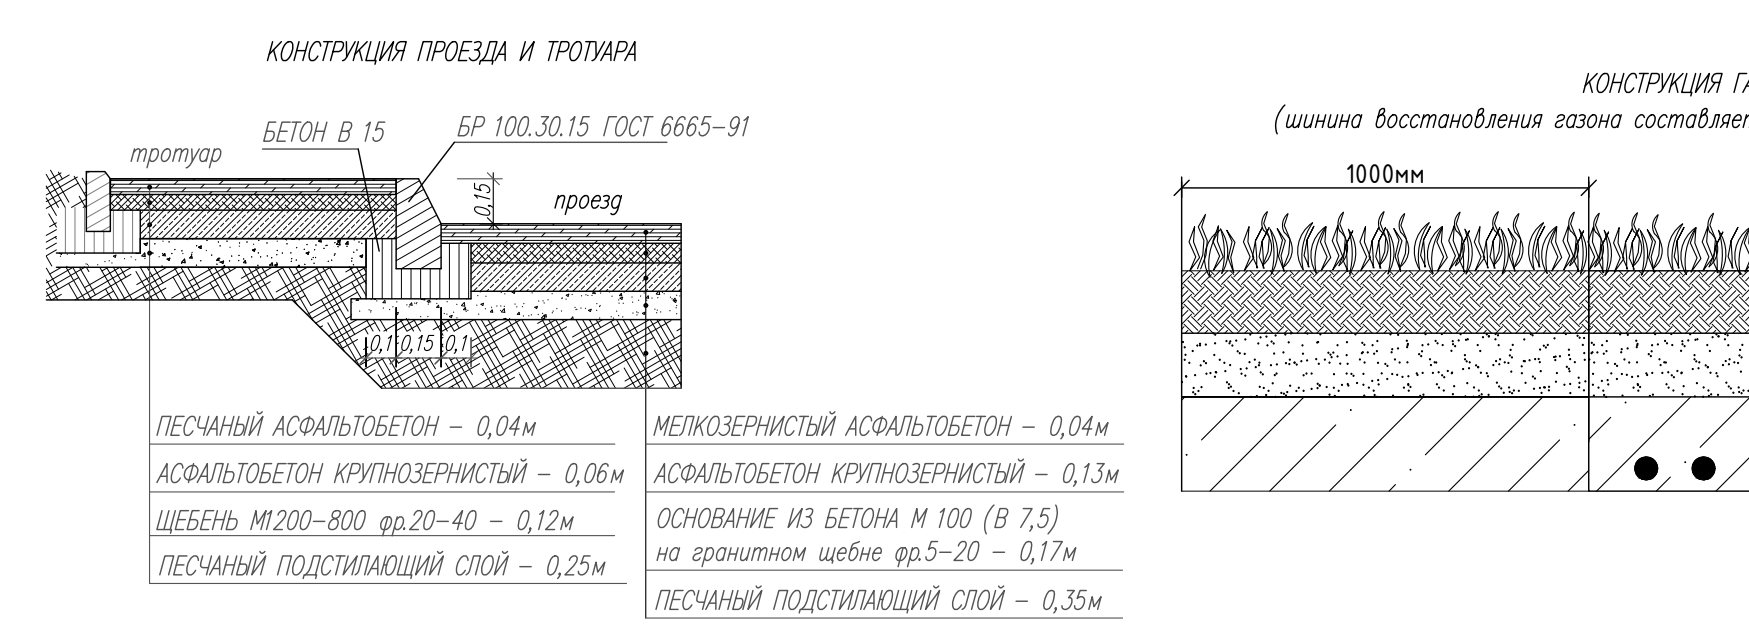 КОНСТРУКЦИЯ ПРОЕЗДА И ТРОТУАРА
БЕТОН В 15
БР 100.30.15 ГОСТ 6665-91
тротуар
0,15
проезд
0,1 0,15 0,1
ПЕСЧАНЫЙ АСФАЛЬТОБЕТОН - 0,04м
АСФАЛЬТОБЕТОН КРУПНОЗЕРНИСТЫЙ - 0,06м
ЩЕБЕНЬ М1200-800 фр.20-40 - 0,12м
ПЕСЧАНЫЙ ПОДСТИЛАЮЩИЙ СЛОЙ - 0,25м
МЕЛКОЗЕРНИСТЫЙ АСФАЛЬТОБЕТОН - 0,04м
АСФАЛЬТОБЕТОН КРУПНОЗЕРНИСТЫЙ - 0,13м
ОСНОВАНИЕ ИЗ БЕТОНА М 100 (В 7,5)
на гранитном щебне фр.5-20 - 0,17м
ПЕСЧАНЫЙ ПОДСТИЛАЮЩИЙ СЛОЙ - 0,35м
КОНСТРУКЦИЯ ГА
(шинина восстановления газона составляет
1000мм